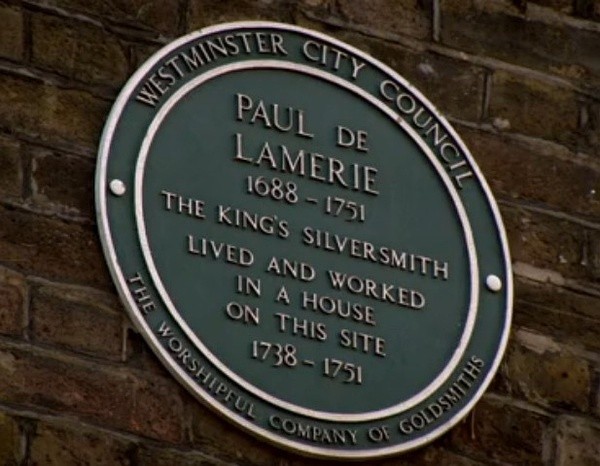 WESTMINSTER CITY COUNCIL
PAUL DE
LAMERIE
1688 – 1751
THE KING'S SILVERSMITH
LIVED AND WORKED
IN A HOUSE
ON THIS SITE
1738 – 1751
THE WORSHIPFUL COMPANY OF GOLDSMITHS